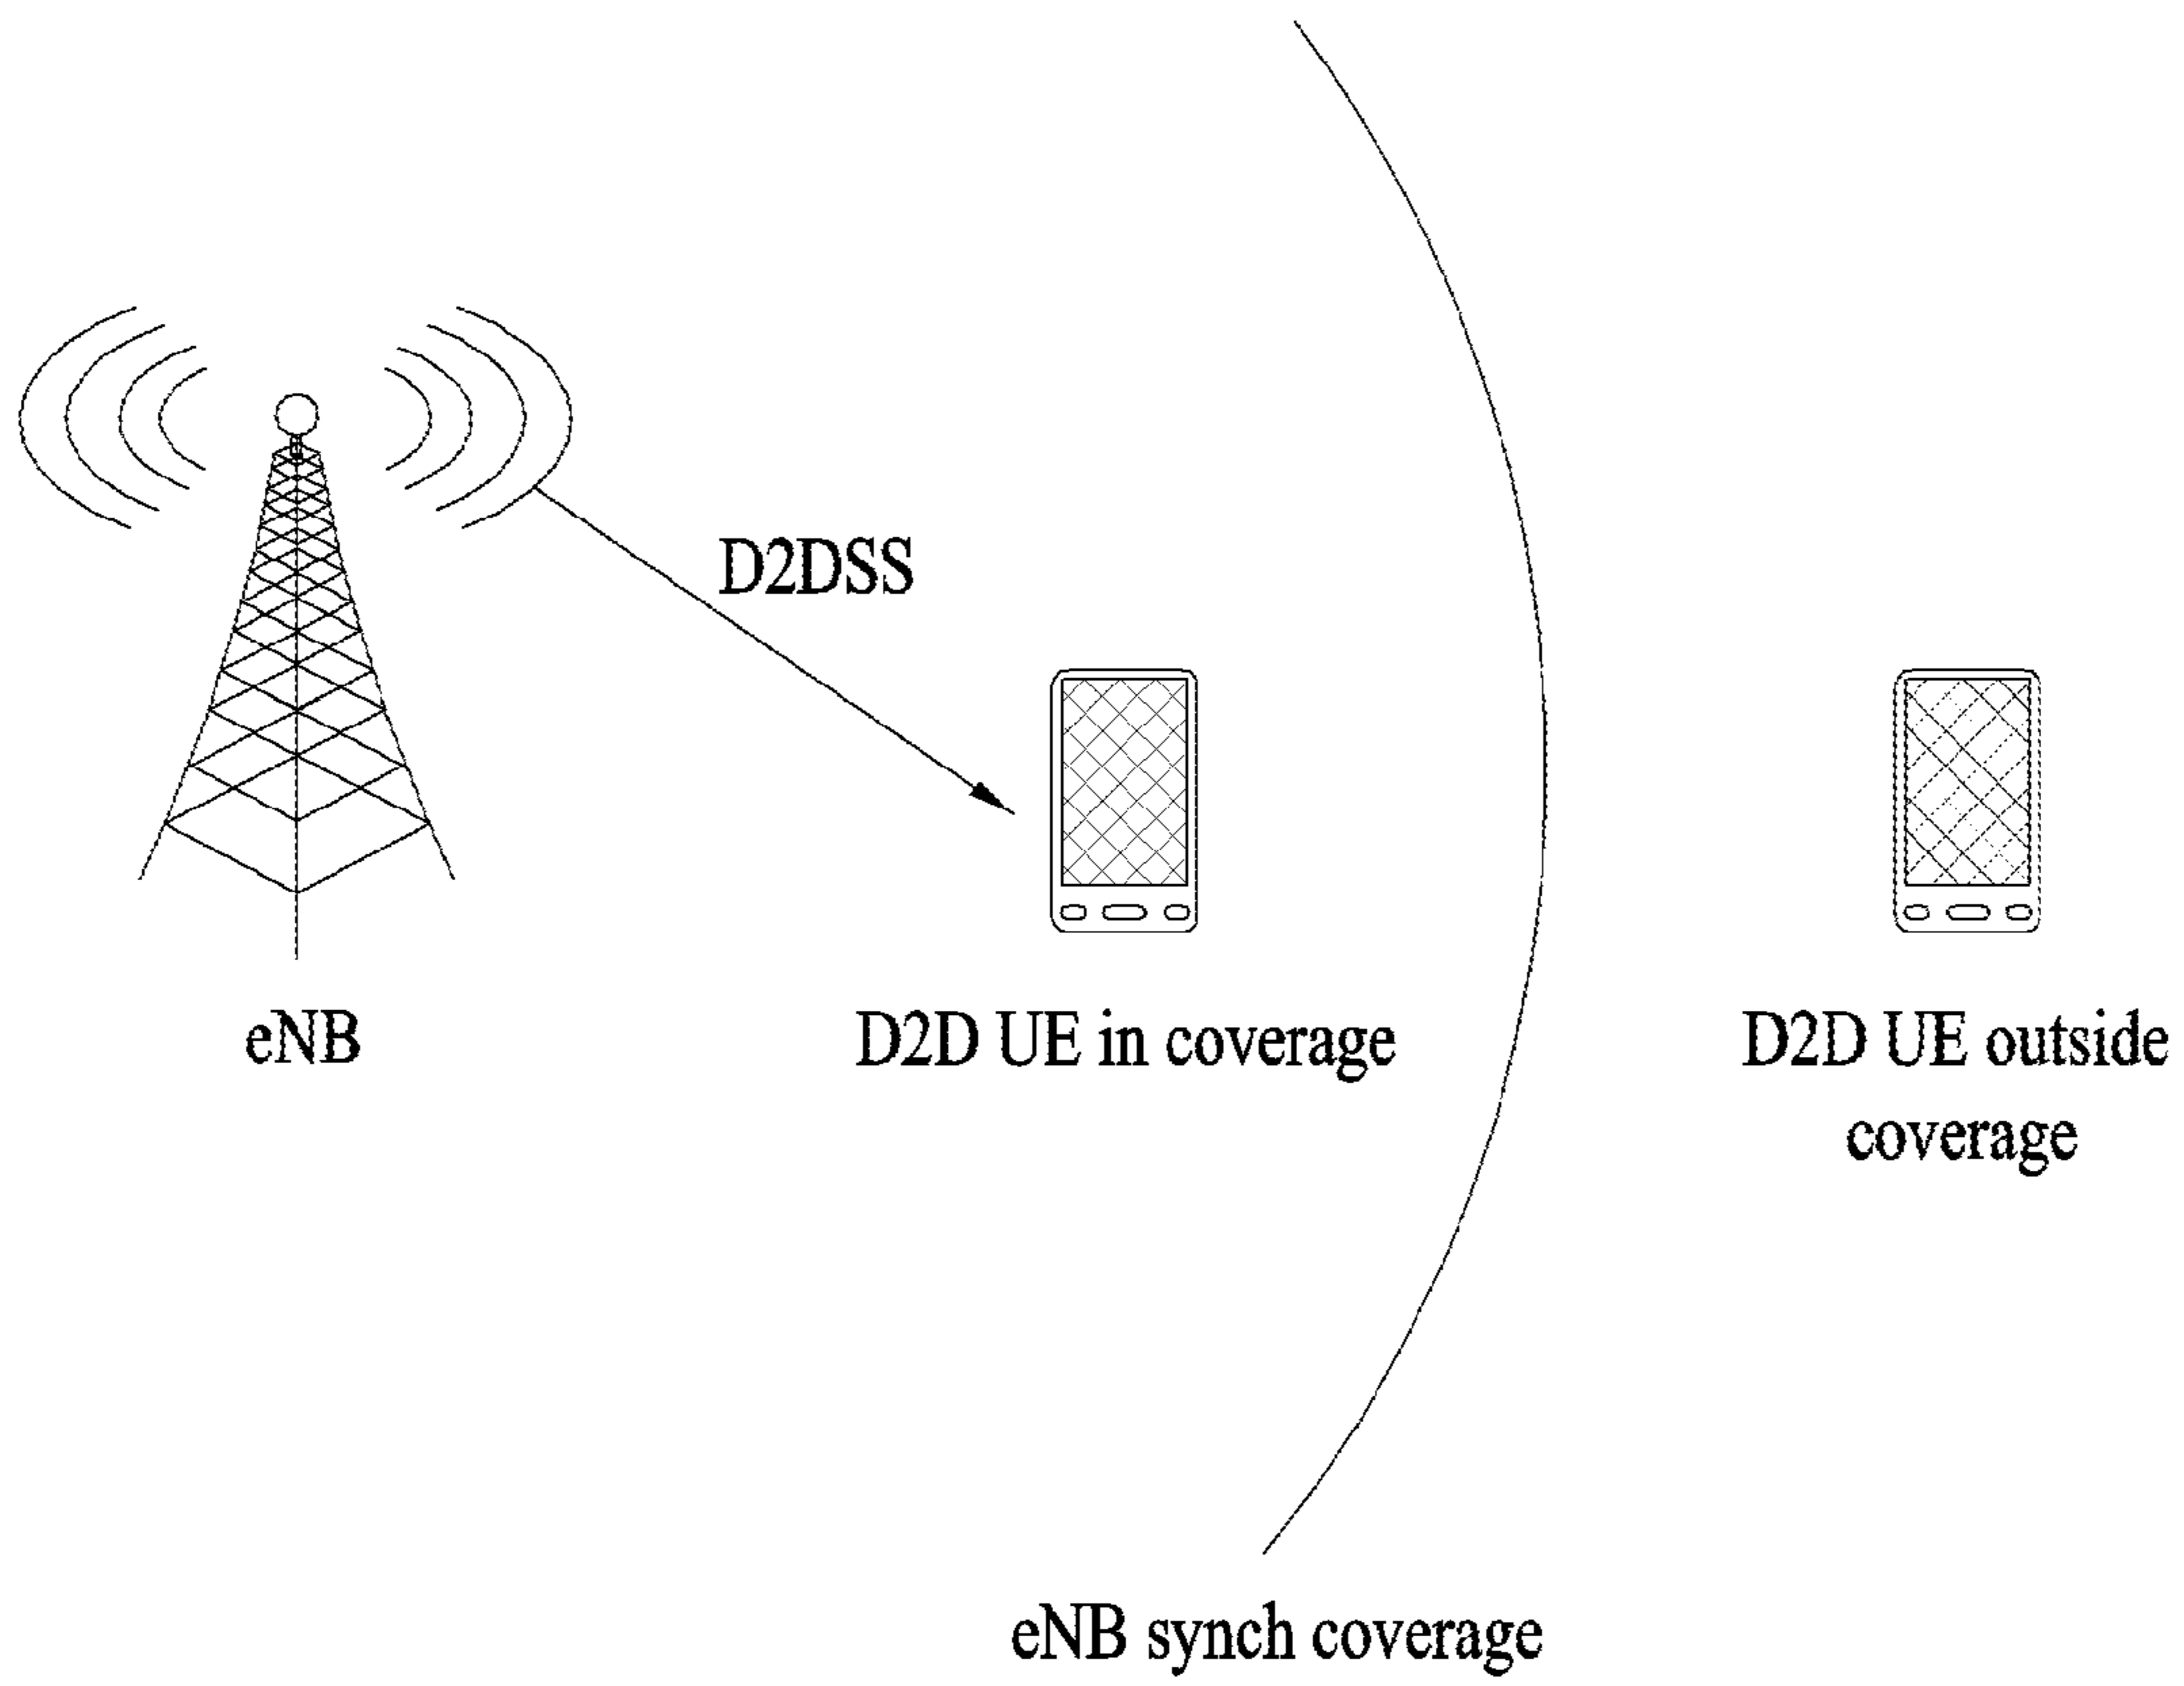 D2DSS
eNB
D2D UE in coverage
D2D UE outside
coverage
eNB synch coverage